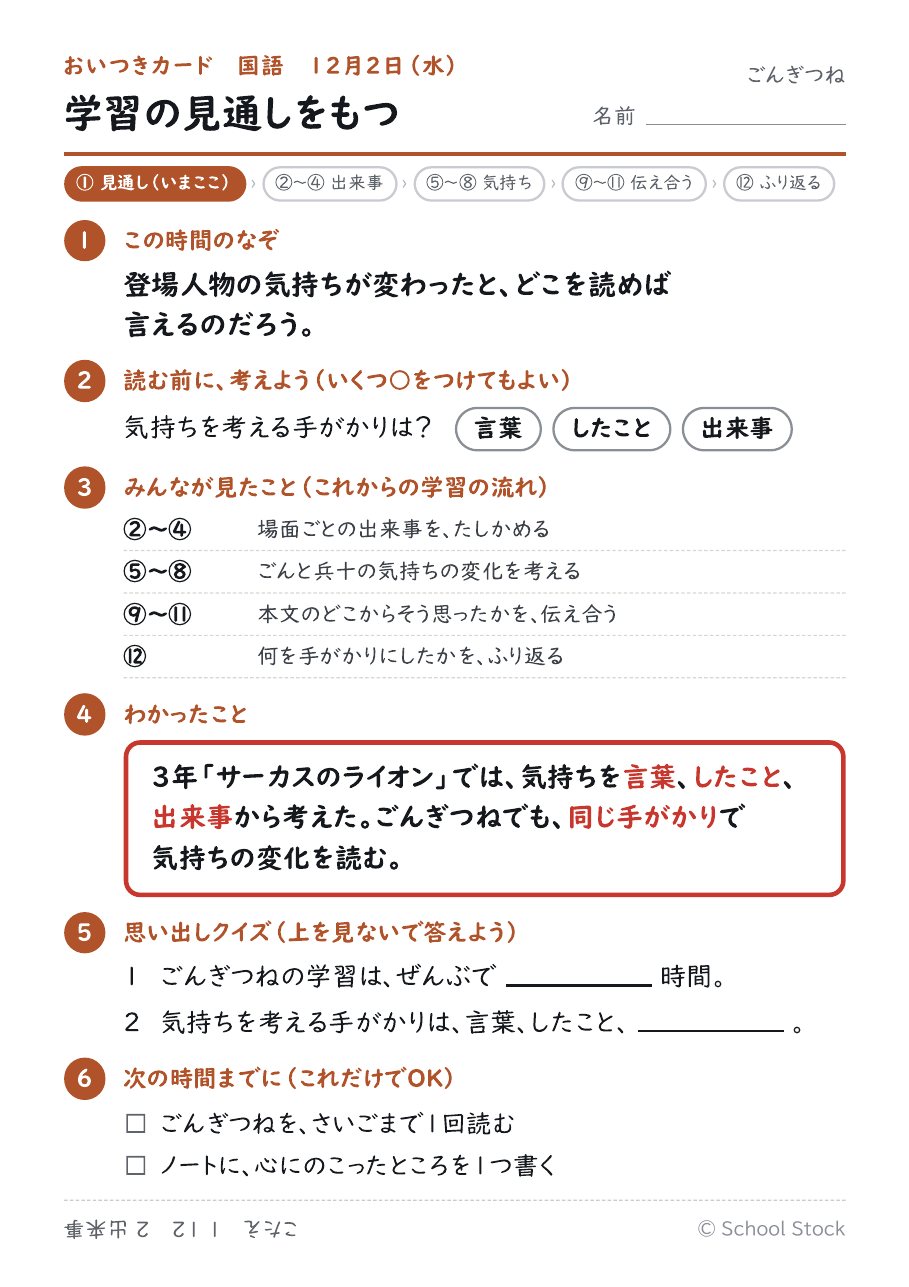 おいつきカード 国語 12月2日(水)
ごんぎつね
学習の見通しをもつ
名前
① 見通し(いまここ) › ②〜④ 出来事 › ⑤〜⑧ 気持ち › ⑨〜⑪ 伝え合う › ⑫ ふり返る
1 この時間のなぞ
登場人物の気持ちが変わったと、どこを読めば
言えるのだろう。
2 読む前に、考えよう(いくつ○をつけてもよい)
気持ちを考える手がかりは? 言葉 したこと 出来事
3 みんなが見たこと(これからの学習の流れ)
②〜④ 場面ごとの出来事を、たしかめる
⑤〜⑧ ごんと兵十の気持ちの変化を考える
⑨〜⑪ 本文のどこからそう思ったかを、伝え合う
⑫ 何を手がかりにしたかを、ふり返る
4 わかったこと
3年「サーカスのライオン」では、気持ちを言葉、したこと、
出来事から考えた。ごんぎつねでも、同じ手がかりで
気持ちの変化を読む。
5 思い出しクイズ(上を見ないで答えよう)
1 ごんぎつねの学習は、ぜんぶで 時間。
2 気持ちを考える手がかりは、言葉、したこと、 。
6 次の時間までに(これだけでOK)
□ ごんぎつねを、さいごまで1回読む
□ ノートに、心にのこったところを1つ書く
こたえ 1 12 2 出来事
© School Stock